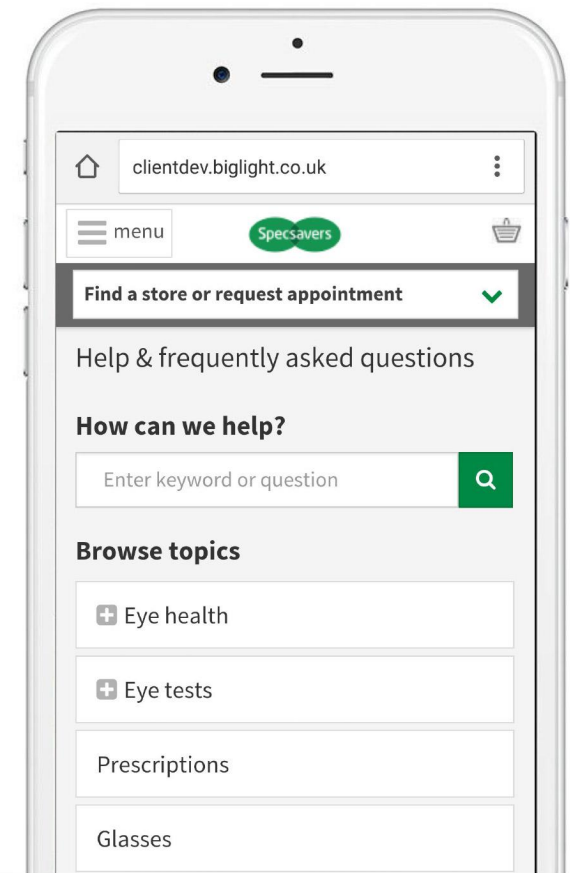 clientdev.biglight.co.uk
menu
Specsavers
Find a store or request appointment
Help & frequently asked questions
How can we help?
Enter keyword or question
Browse topics
Eye health
Eye tests
Prescriptions
Glasses